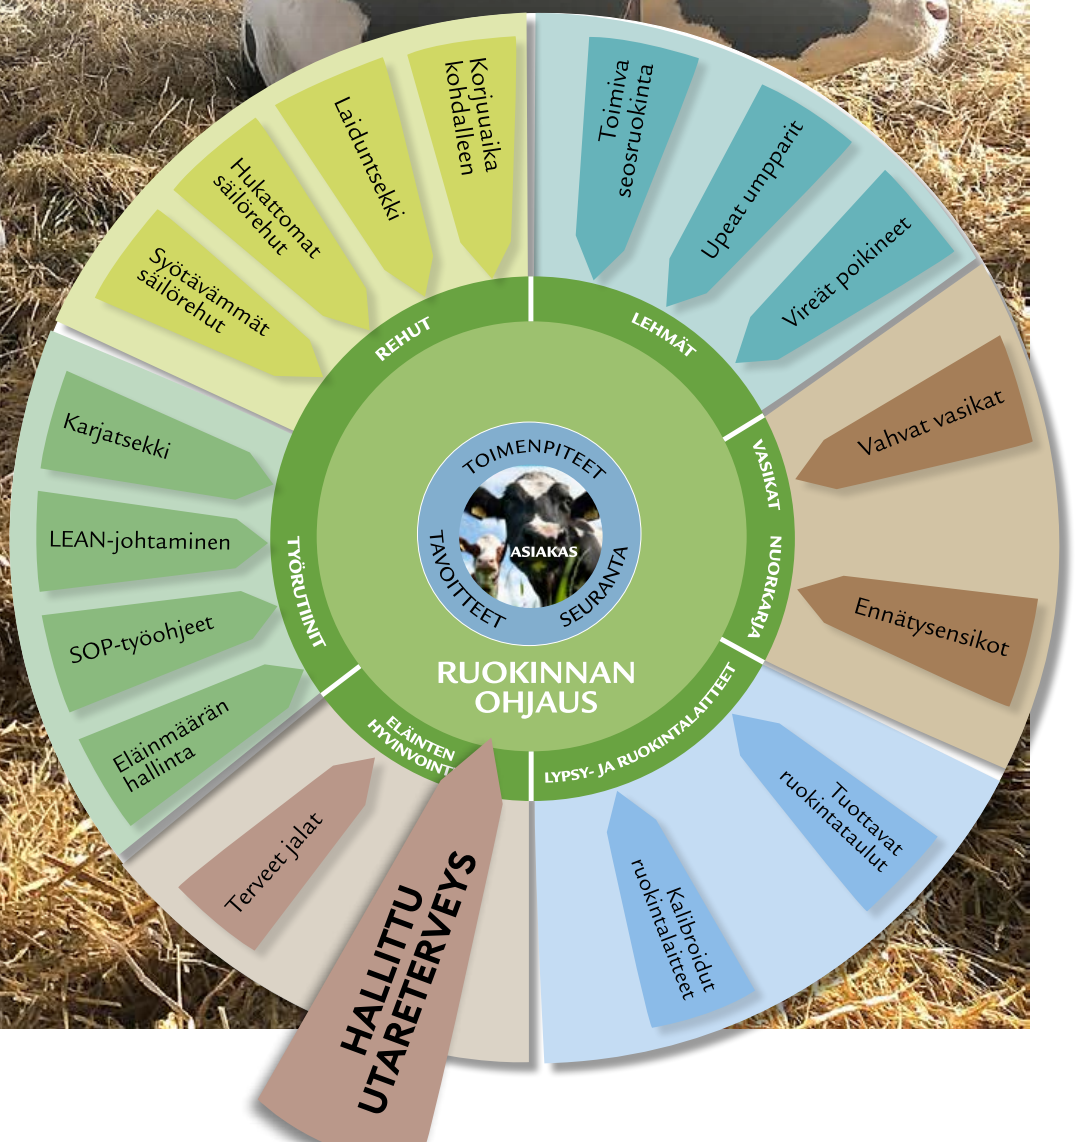 Korjuuaika
kohdalleen
Laiduntsekki
Hukattomat
säilörehut
Syötävämmät
säilörehut
Toimiva
seosruokinta
Upeat umpparit
Vireät poikineet
REHUT
LEHMÄT
Karjatsekki
LEAN-johtaminen
SOP-työohjeet
Eläinmäärän
hallinta
TYÖRUTIINIT
TOIMENPITEET
TAVOITTEET
SEURANTA
ASIAKAS
RUOKINNAN
OHJAUS
VASIKAT
NUORKARJA
Vahvat vasikat
Ennätysensikot
ELÄINTEN
HYVINVOINT
LYPSY- JA RUOKINTALAITTEET
Terveet jalat
HALLITTU
UTARETERVEYS
Kalibroidut
ruokintalaitteet
Tuottavat
ruokintataulut